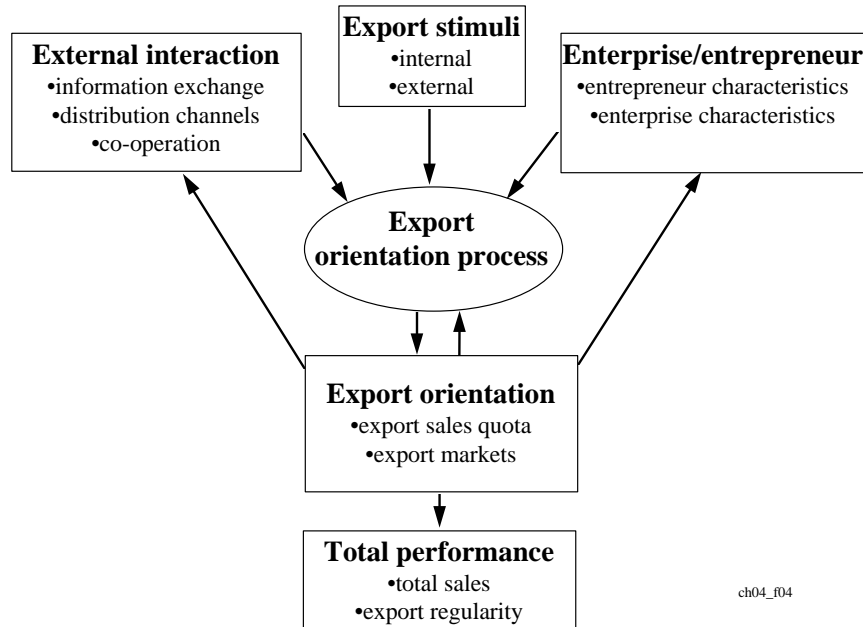 External interaction
•information exchange
•distribution channels
•co-operation
Export stimuli
•internal
•external
Enterprise/entrepreneur
•entrepreneur characteristics
•enterprise characteristics
Export
orientation process
Export orientation
•export sales quota
•export markets
Total performance
•total sales
•export regularity
ch04_f04